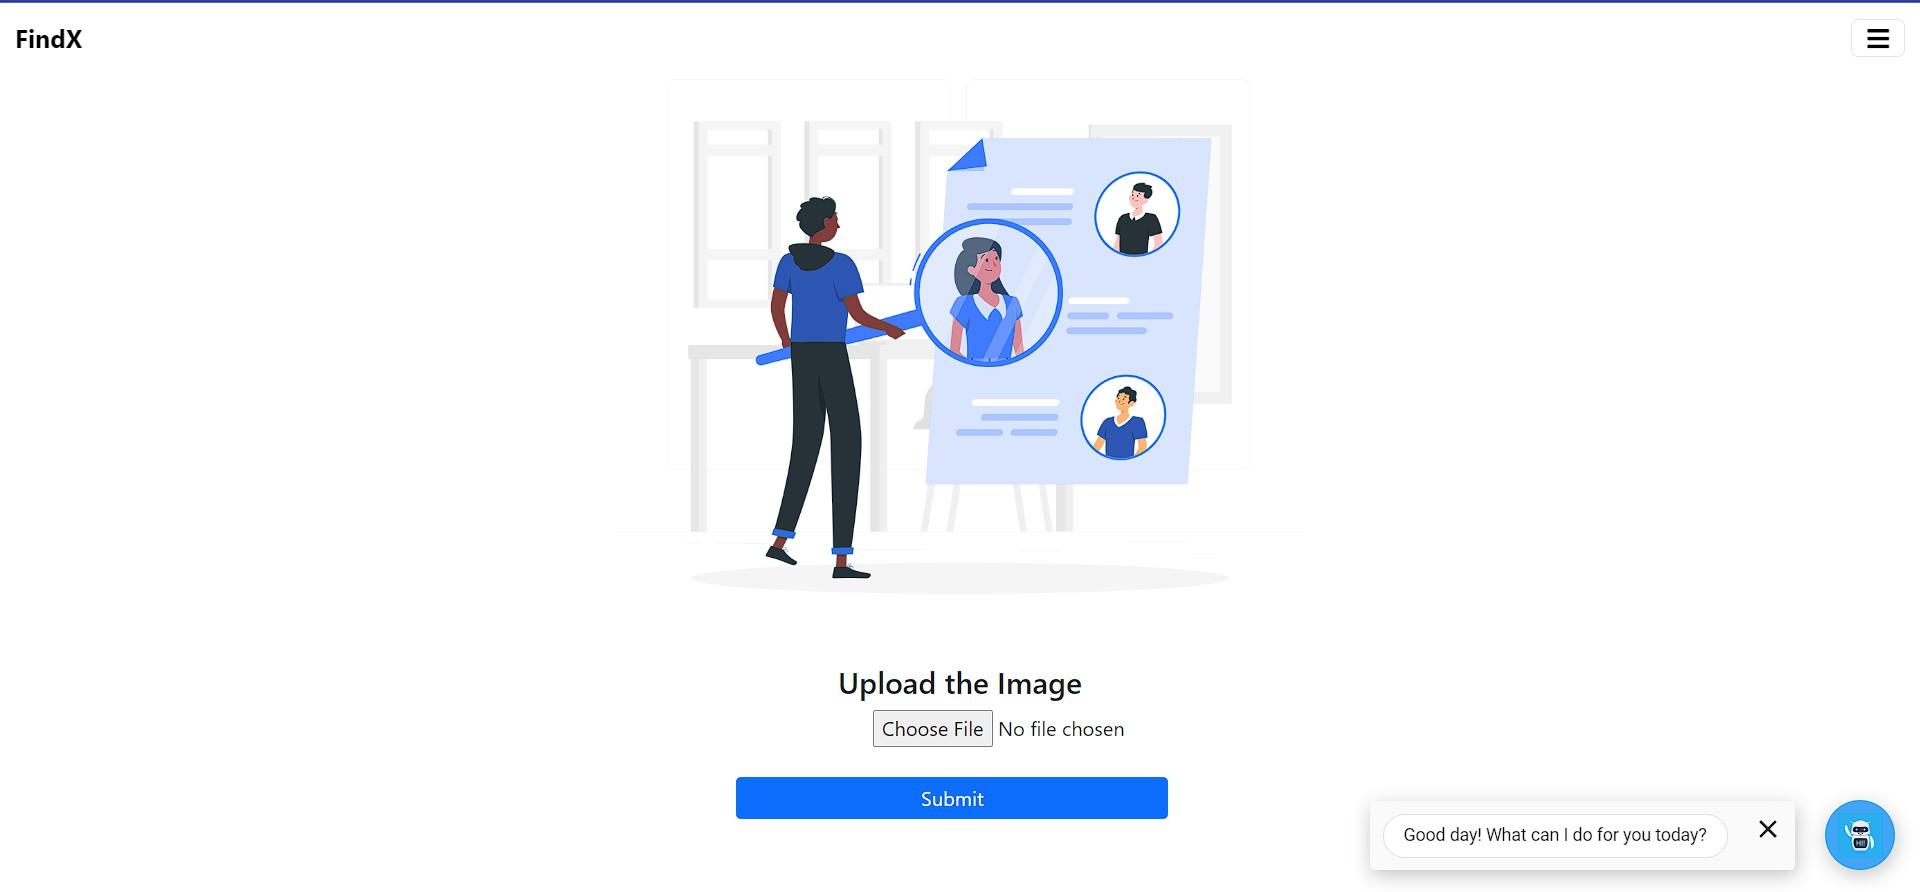 FindX
Upload the Image
Choose File No file chosen
Submit
Good day! What can I do for you today?